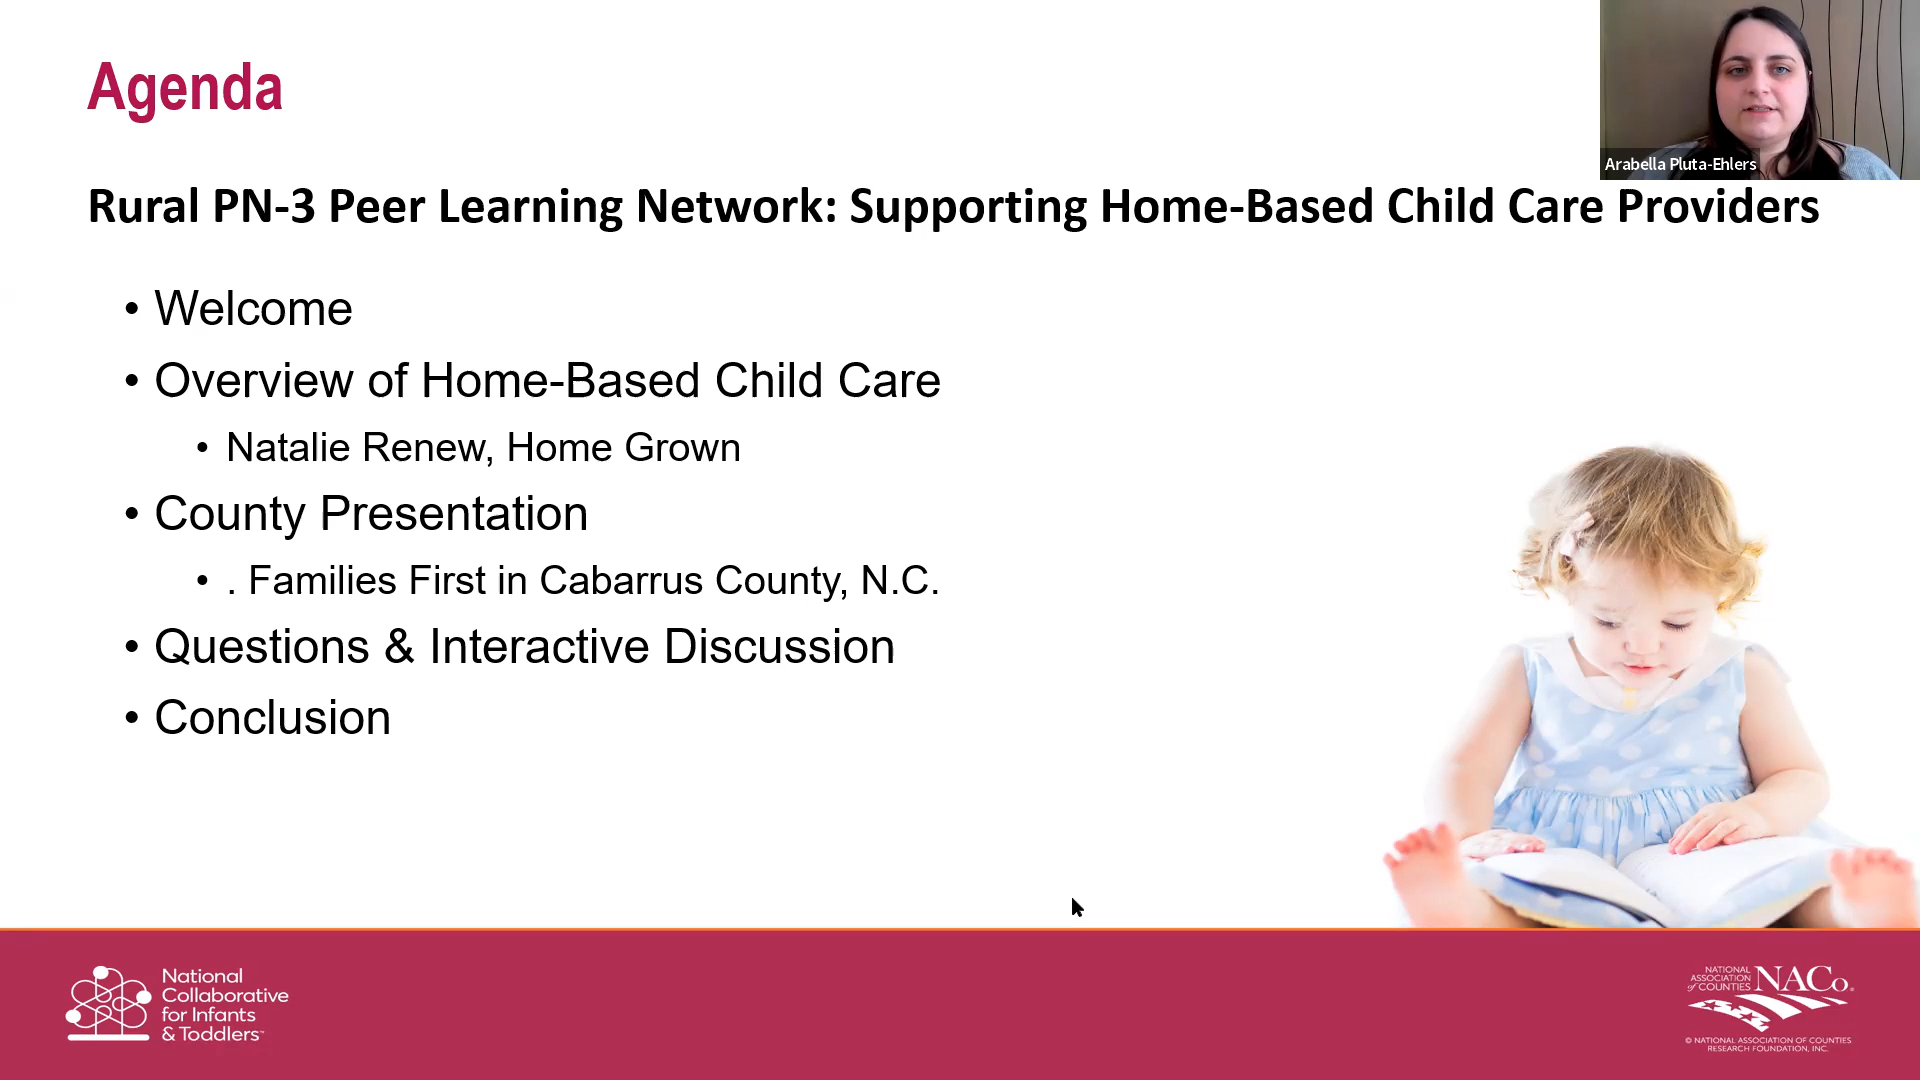 Agenda
Arabella Pluta-Ehlers
Rural PN-3 Peer Learning Network: Supporting Home-Based Child Care Providers
• Welcome
• Overview of Home-Based Child Care
• Natalie Renew, Home Grown
• County Presentation
• . Families First in Cabarrus County, N.C.
• Questions & Interactive Discussion
• Conclusion
National
Collaborative
for Infants
& Toddlers™
NATIONAL
ASSOCIATION
of COUNTIES
NACo.
© NATIONAL ASSOCIATION OF COUNTIES
RESEARCH FOUNDATION, INC.